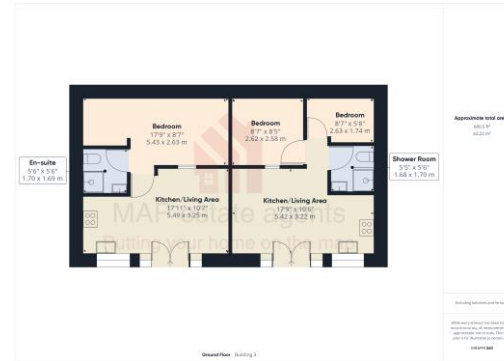 Bedroom
17'9" x 8'7"
5.43 x 2.63 m
Bedroom
8'7" x 8'5"
2.62 x 2.58 m
Bedroom
8'7" x 5'8"
2.63 x 1.74 m
En-suite
5'6" x 5'6"
1.70 x 1.69 m
Shower Room
5'5" x 5'6"
1.68 x 1.70 m
Kitchen/Living Area
17'11" x 10'7"
5.49 x 3.25 m
Kitchen/Living Area
17'9" x 10'6"
5.42 x 3.22 m
MAP estate agents
Putting your home on the map
Approximate total area
Ground Floor Building 3